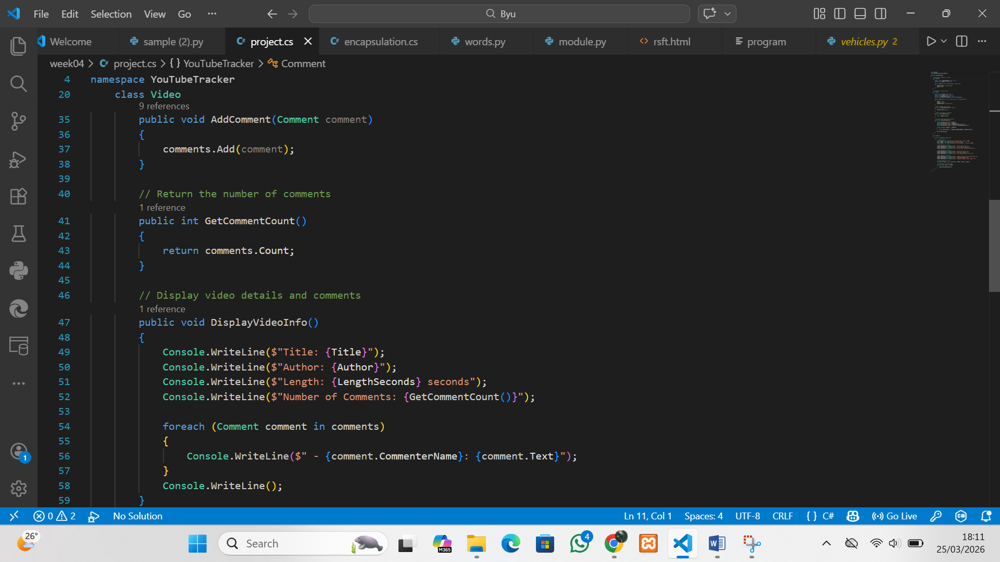 File Edit Selection View Go ··· Byu
Welcome sample (2).py project.cs encapsulation.cs words.py module.py rsft.html program vehicles.py 2
week04 > project.cs > { } YouTubeTracker > Comment
4 namespace YouTubeTracker
20 class Video
9 references
35 public void AddComment(Comment comment)
36 {
37 comments.Add(comment);
38 }
39
40 // Return the number of comments
1 reference
41 public int GetCommentCount()
42 {
43 return comments.Count;
44 }
45
46 // Display video details and comments
1 reference
47 public void DisplayVideoInfo()
48 {
49 Console.WriteLine($"Title: {Title}");
50 Console.WriteLine($"Author: {Author}");
51 Console.WriteLine($"Length: {LengthSeconds} seconds");
52 Console.WriteLine($"Number of Comments: {GetCommentCount()}");
53
54 foreach (Comment comment in comments)
55 {
56 Console.WriteLine($" - {comment.CommenterName}: {comment.Text}");
57 }
58 Console.WriteLine();
59 }
1
0 2 No Solution Ln 11, Col 1 Spaces: 4 UTF-8 CRLF { } C# Go Live
26° Search M365 4 18:11
25/03/2026